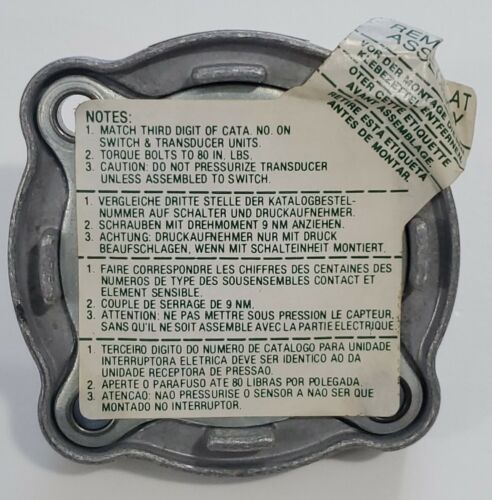 REM
ASS
AT
VOR DER MONTAGE DIESEN
KLEBEZETTEL ENTFERNEN.
OTER CETTE ETIQUETTE
AVANT ASSEMBLAGE.
RETIRE ESTA ETIQUETA
ANTES DE MONTAR.
NOTES:
1. MATCH THIRD DIGIT OF CATA. NO. ON
SWITCH & TRANSDUCER UNITS.
2. TORQUE BOLTS TO 80 IN. LBS.
3. CAUTION: DO NOT PRESSURIZE TRANSDUCER
UNLESS ASSEMBLED TO SWITCH.
1. VERGLEICHE DRITTE STELLE DER KATALOGBESTEL-
NUMMER AUF SCHALTER UND DRUCKAUFNEHMER.
2. SCHRAUBEN MIT DREHMOMENT 9 NM ANZIEHEN.
3. ACHTUNG: DRUCKAUFNEHMER NUR MIT DRUCK
BEAUFSCHLAGEN, WENN MIT SCHALTEINHEIT MONTIERT.
1. FAIRE CORRESPONDRE LES CHIFFRES DES CENTAINES DES
NUMEROS DE TYPE DES SOUSENSEMBLES CONTACT ET
ELEMENT SENSIBLE.
2. COUPLE DE SERRAGE DE 9 NM.
3. ATTENTION: NE PAS METTRE SOUS PRESSION LE CAPTEUR,
SANS QU'IL NE SOIT ASSEMBLE AVEC LA PARTIE ELECTRIQUE.
1. TERCEIRO DIGITO DO NUMERO DE CATALOGO PARA UNIDADE
INTERRUPTORA ELETRICA DEVE SER IDENTICO AO DA
UNIDADE RECEPTORA DE PRESSAO.
2. APERTE O PARAFUSO ATE 80 LIBRAS POR POLEGADA.
3. ATENCAO: NAO PRESSURISE O SENSOR A NAO SER QUE
MONTADO NO INTERRUPTOR.